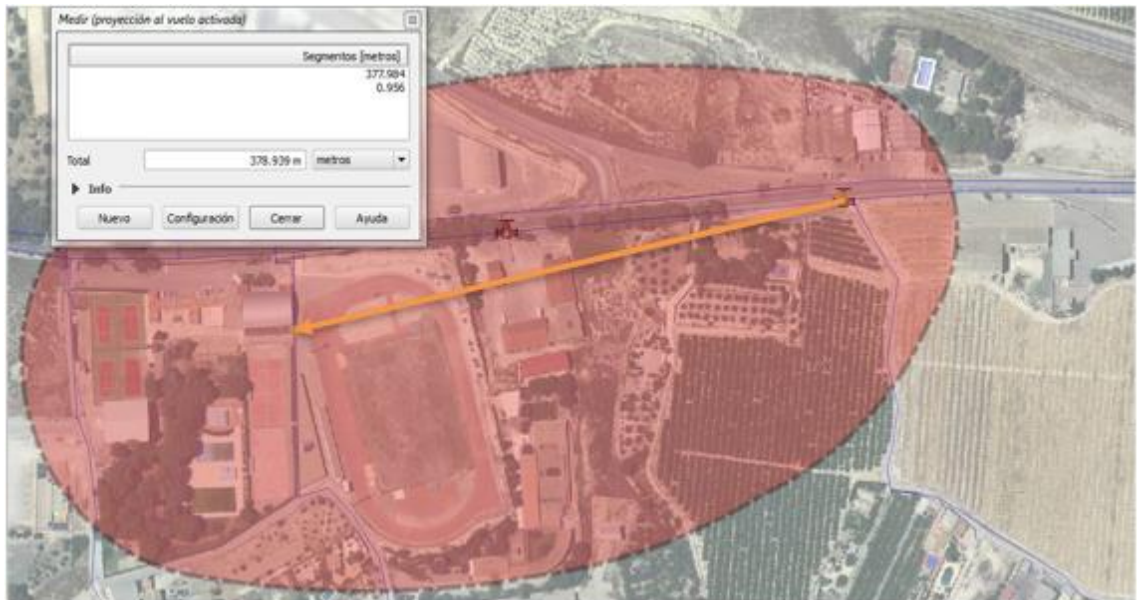 Medir (proyección al vuelo activada)
Segmentos [metros]
377.984
0.956
Total 378.939 m metros
Info
Nuevo Configuración Cerrar Ayuda